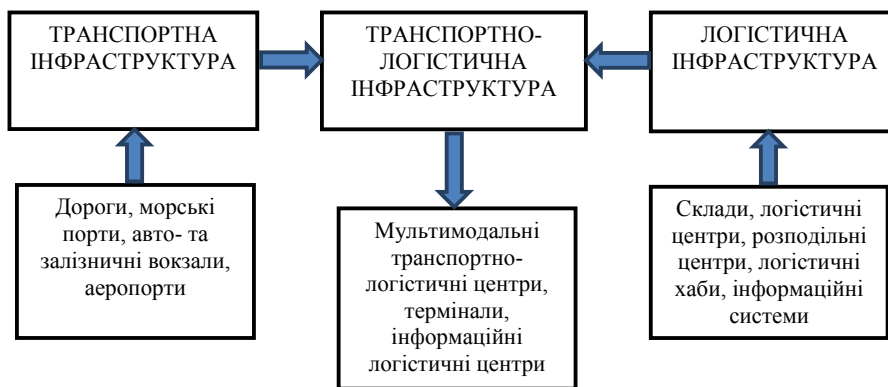 ТРАНСПОРТНА
ІНФРАСТРУКТУРА
ТРАНСПОРТНО-
ЛОГІСТИЧНА
ІНФРАСТРУКТУРА
ЛОГІСТИЧНА
ІНФРАСТРУКТУРА
Дороги, морські
порти, авто- та
залізничні вокзали,
аеропорти
Мультимодальні
транспортно-
логістичні центри,
термінали,
інформаційні
логістичні центри
Склади, логістичні
центри, розподільні
центри, логістичні
хаби, інформаційні
системи